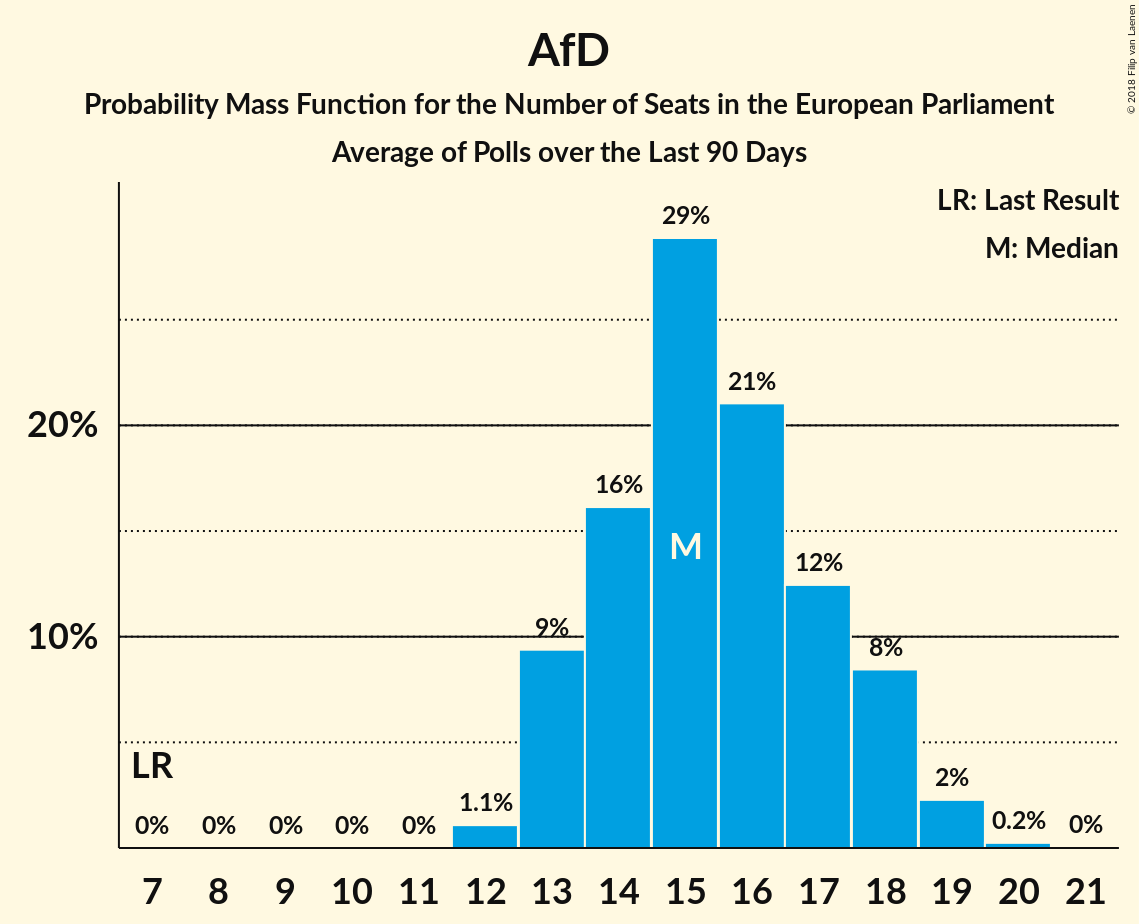 AfD
Probability Mass Function for the Number of Seats in the European Parliament
Average of Polls over the Last 90 Days
© 2018 Filip van Laenen
LR: Last Result
M: Median
29%
21%
20%
16%
M
12%
10%
9%
8%
LR
2%
1.1%
0.2%
0% 0% 0% 0% 0% 0%
7 8 9 10 11 12 13 14 15 16 17 18 19 20 21